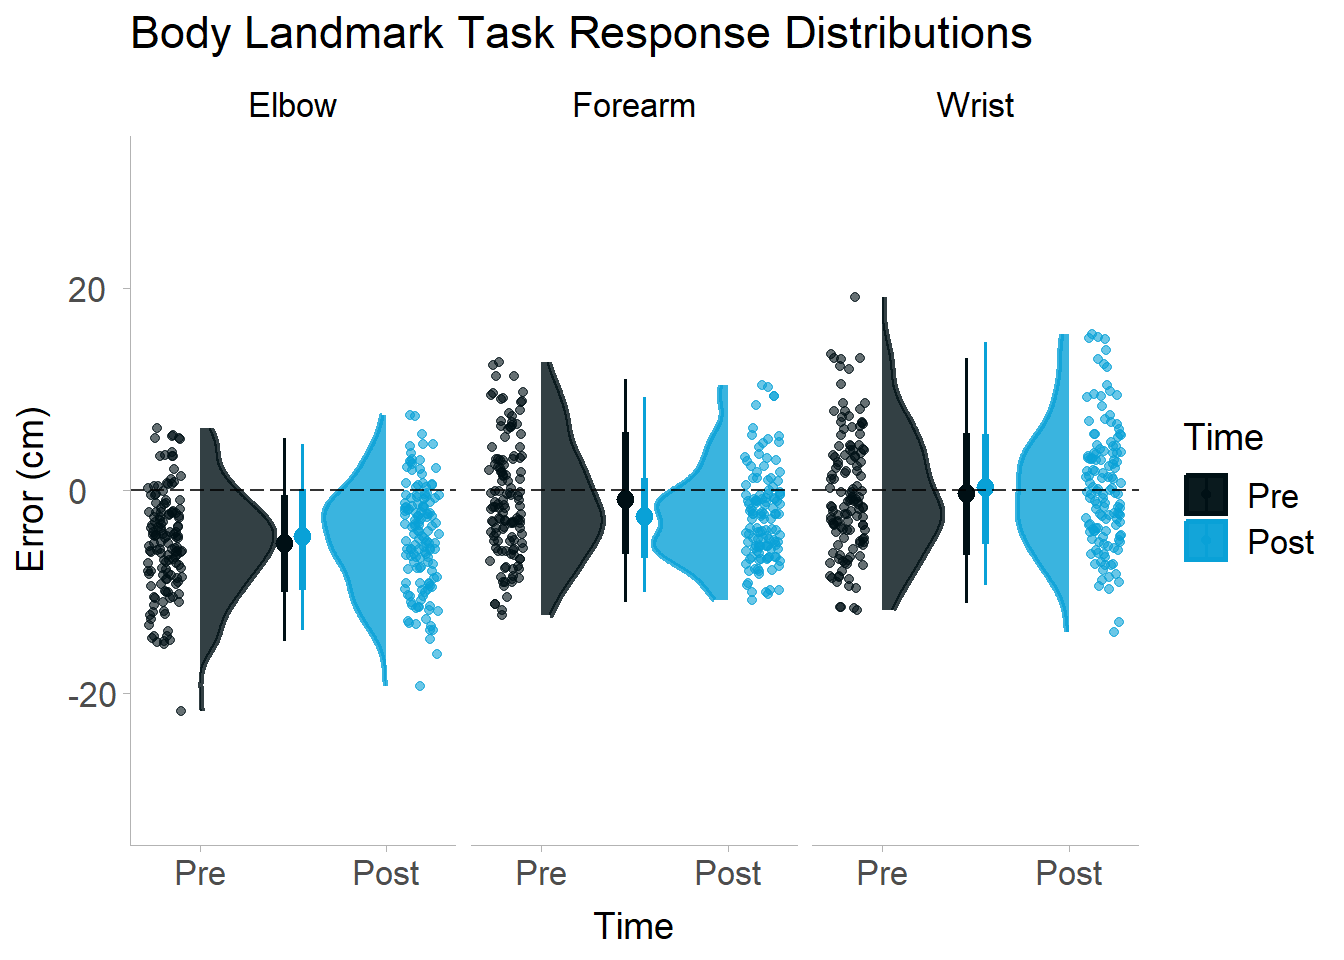 Body Landmark Task Response Distributions
Elbow Forearm Wrist
20
0
-20
Error (cm)
Pre Post Pre Post Pre Post
Time
Time
Pre
Post